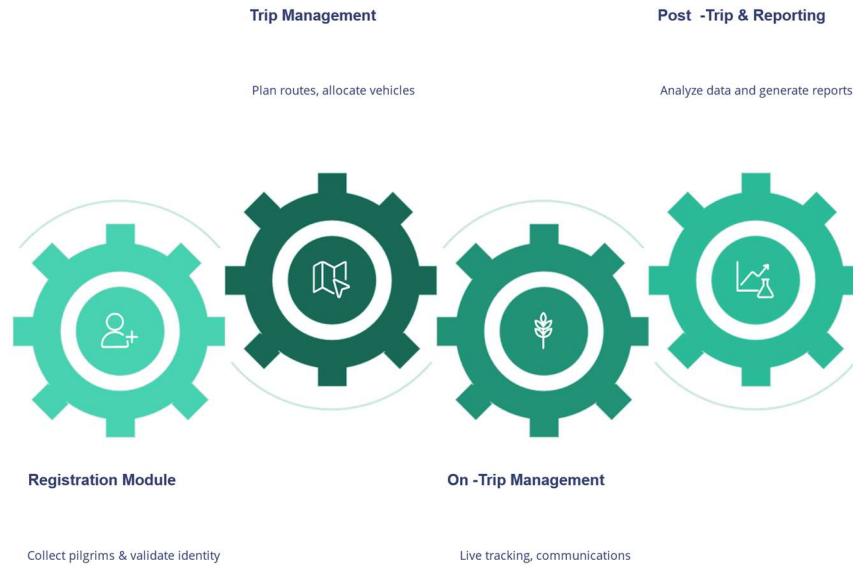 Trip Management
Post -Trip & Reporting
Plan routes, allocate vehicles
Analyze data and generate reports
Registration Module
On -Trip Management
Collect pilgrims & validate identity
Live tracking, communications